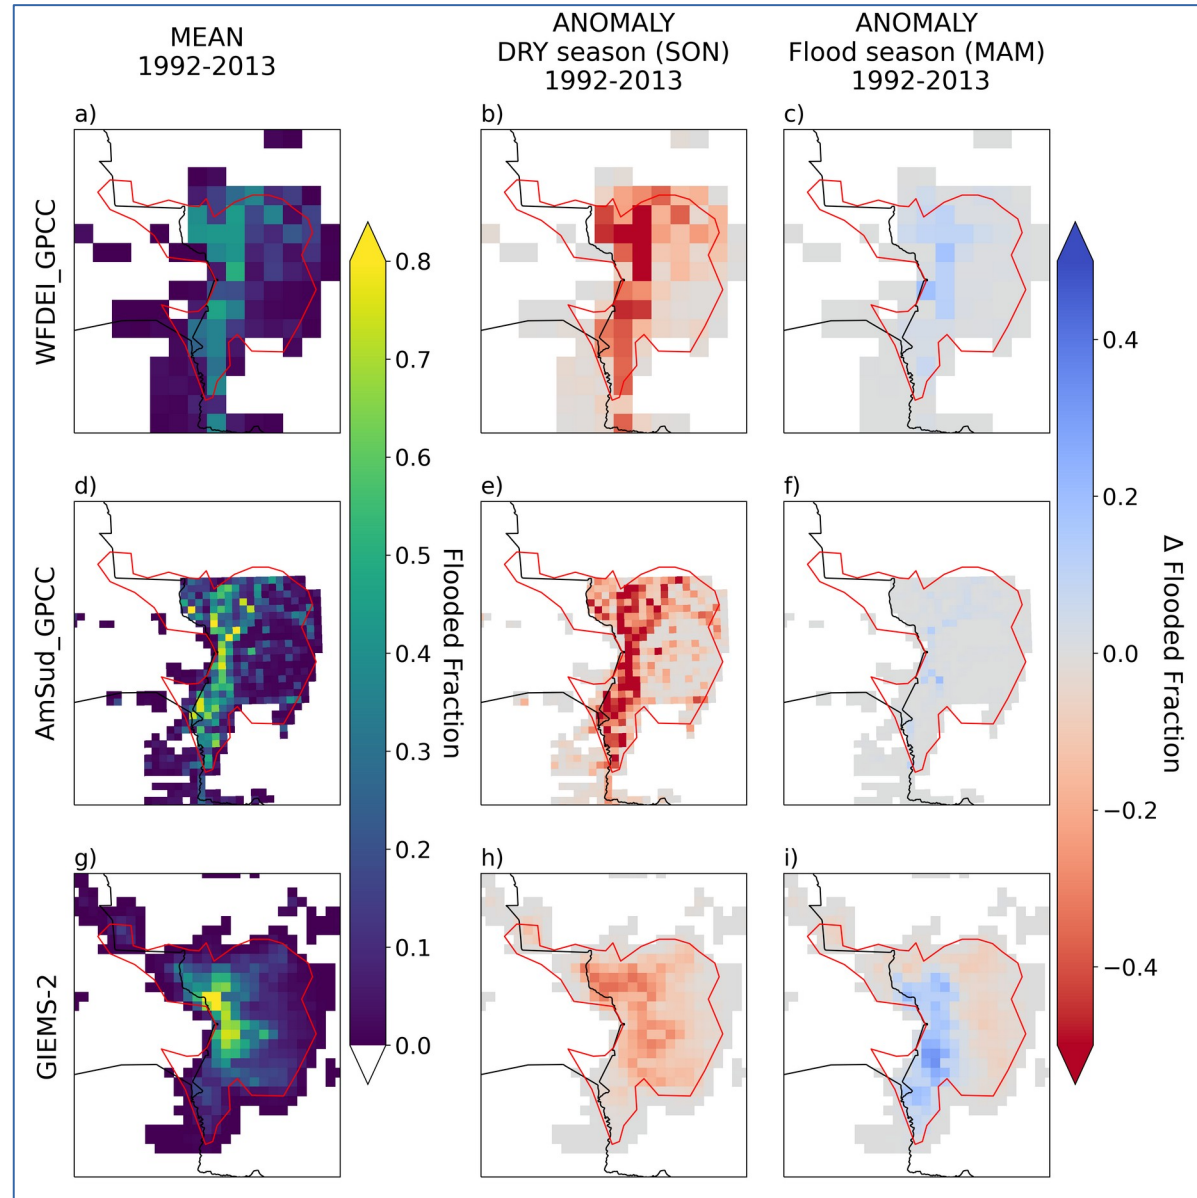 MEAN
1992-2013
ANOMALY
DRY season (SON)
1992-2013
ANOMALY
Flood season (MAM)
1992-2013
a)
b)
c)
WFDEI_GPCC
d)
e)
f)
AmSud_GPCC
g)
h)
i)
GIEMS-2
0.8
0.7
0.6
0.5
0.4
0.3
0.2
0.1
0.0
Flooded Fraction
0.4
0.2
0.0
−0.2
−0.4
Δ Flooded Fraction